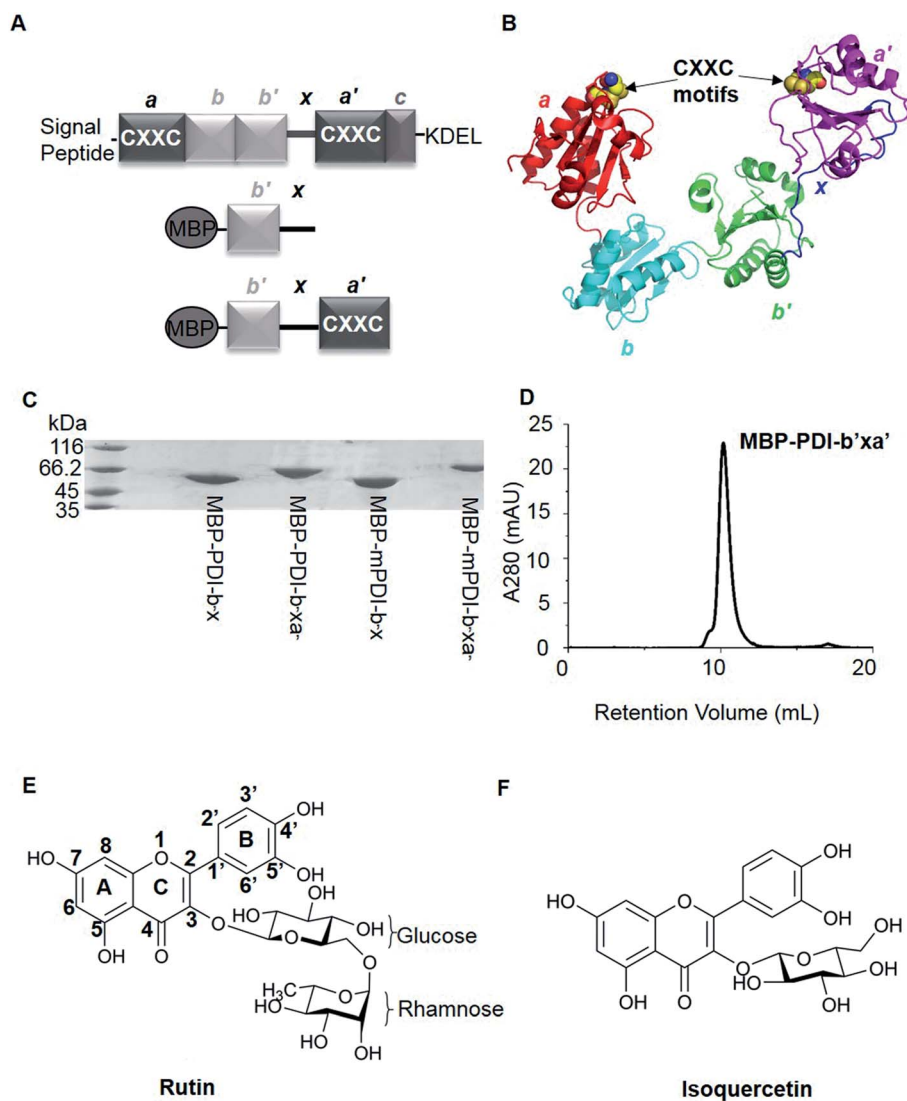 A
a b b' x a' c
Signal
Peptide
CXXC CXXC KDEL
b' x
MBP
b' x a'
MBP CXXC
B
a'
CXXC
motifs
a
x
b'
b
C
kDa
116
66.2
45
35
MBP-PDI-b-x
MBP-PDI-b-xa-
MBP-mPDI-b-x
MBP-mPDI-b-xa-
D
MBP-PDI-b'xa'
A280 (mAU)
25
20
15
10
5
0
0 10 20
Retention Volume (mL)
E
3' OH
2' 4'
8 1 B
HO 7 O 2 1' 5' OH
A C 6'
6 3 HO OH
5 4 O HO OH Glucose
OH O O
O
H₃C O
HO Rhamnose
HO OH
Rutin
F
OH
HO O OH
O OH
O OH
OH O HO HO OH
Isoquercetin